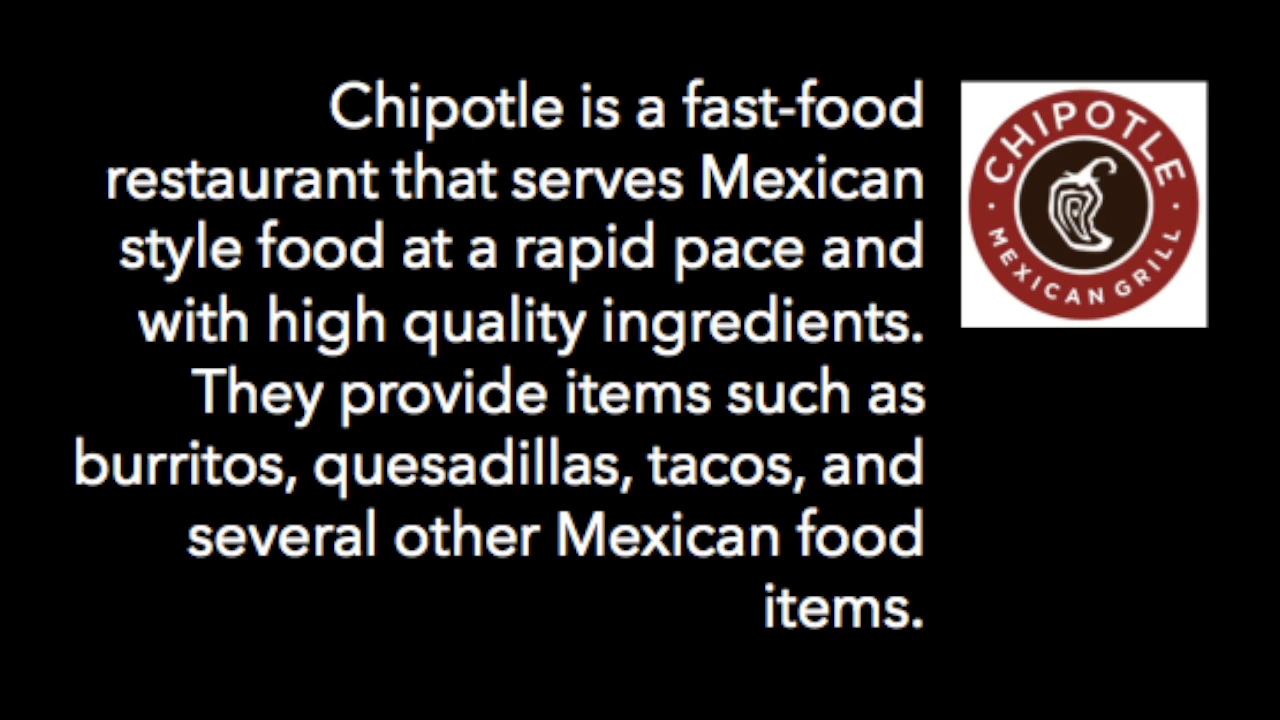 Chipotle is a fast-food
restaurant that serves Mexican
style food at a rapid pace and
with high quality ingredients.
They provide items such as
burritos, quesadillas, tacos, and
several other Mexican food
items.
CHIPOTLE
MEXICAN GRILL